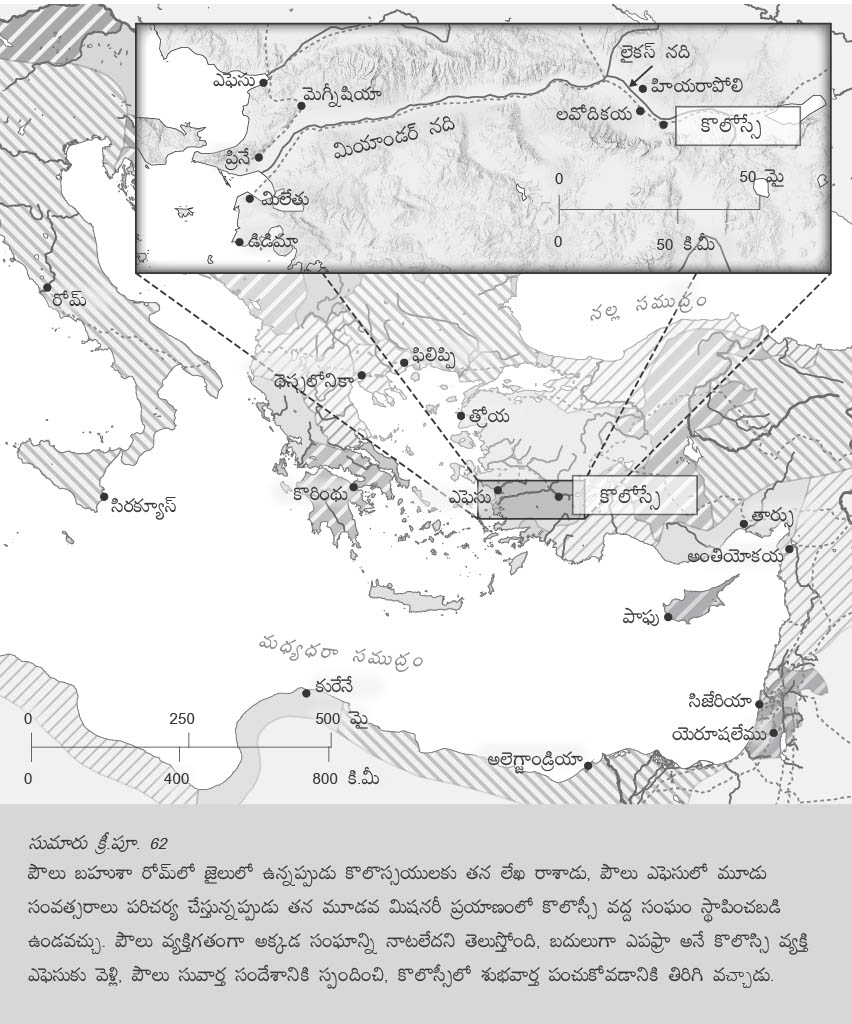 లైకస్ నది
ఎఫెసు
మెగ్నీషియా
హియరాపోలి
లవోదికయ
కొలోస్సే
మియాండర్ నది
ప్రినే
0 50 మై
మిలేతు
0 50 కి.మీ
డిడిమా
రోమ్
నల్ల సముద్రం
ఫిలిప్పి
థెస్సలోనికా
త్రోయ
కొరింథు
ఎఫెసు
కొలోస్సే
సిరక్యూస్
తార్సు
అంతియోకయ
పాఫు
మధ్యధరా సముద్రం
కురేనే
సిజేరియా
0 250 500 మై
యెరూషలేము
అలెగ్జాండ్రియా
0 400 800 కి.మీ
సుమారు క్రీ.పూ. 62
పౌలు బహుశా రోమ్‌లో జైలులో ఉన్నప్పుడు కొలొస్సయులకు తన లేఖ రాశాడు, పౌలు ఎఫెసులో మూడు
సంవత్సరాలు పరిచర్య చేస్తున్నప్పుడు తన మూడవ మిషనరీ ప్రయాణంలో కొలొస్సీ వద్ద సంఘం స్థాపించబడి
ఉండవచ్చు. పౌలు వ్యక్తిగతంగా అక్కడ సంఘాన్ని నాటలేదని తెలుస్తోంది, బదులుగా ఎపఫ్రా అనే కొలొస్సి వ్యక్తి
ఎఫెసుకు వెళ్లి, పౌలు సువార్త సందేశానికి స్పందించి, కొలొస్సీలో శుభవార్త పంచుకోవడానికి తిరిగి వచ్చాడు.